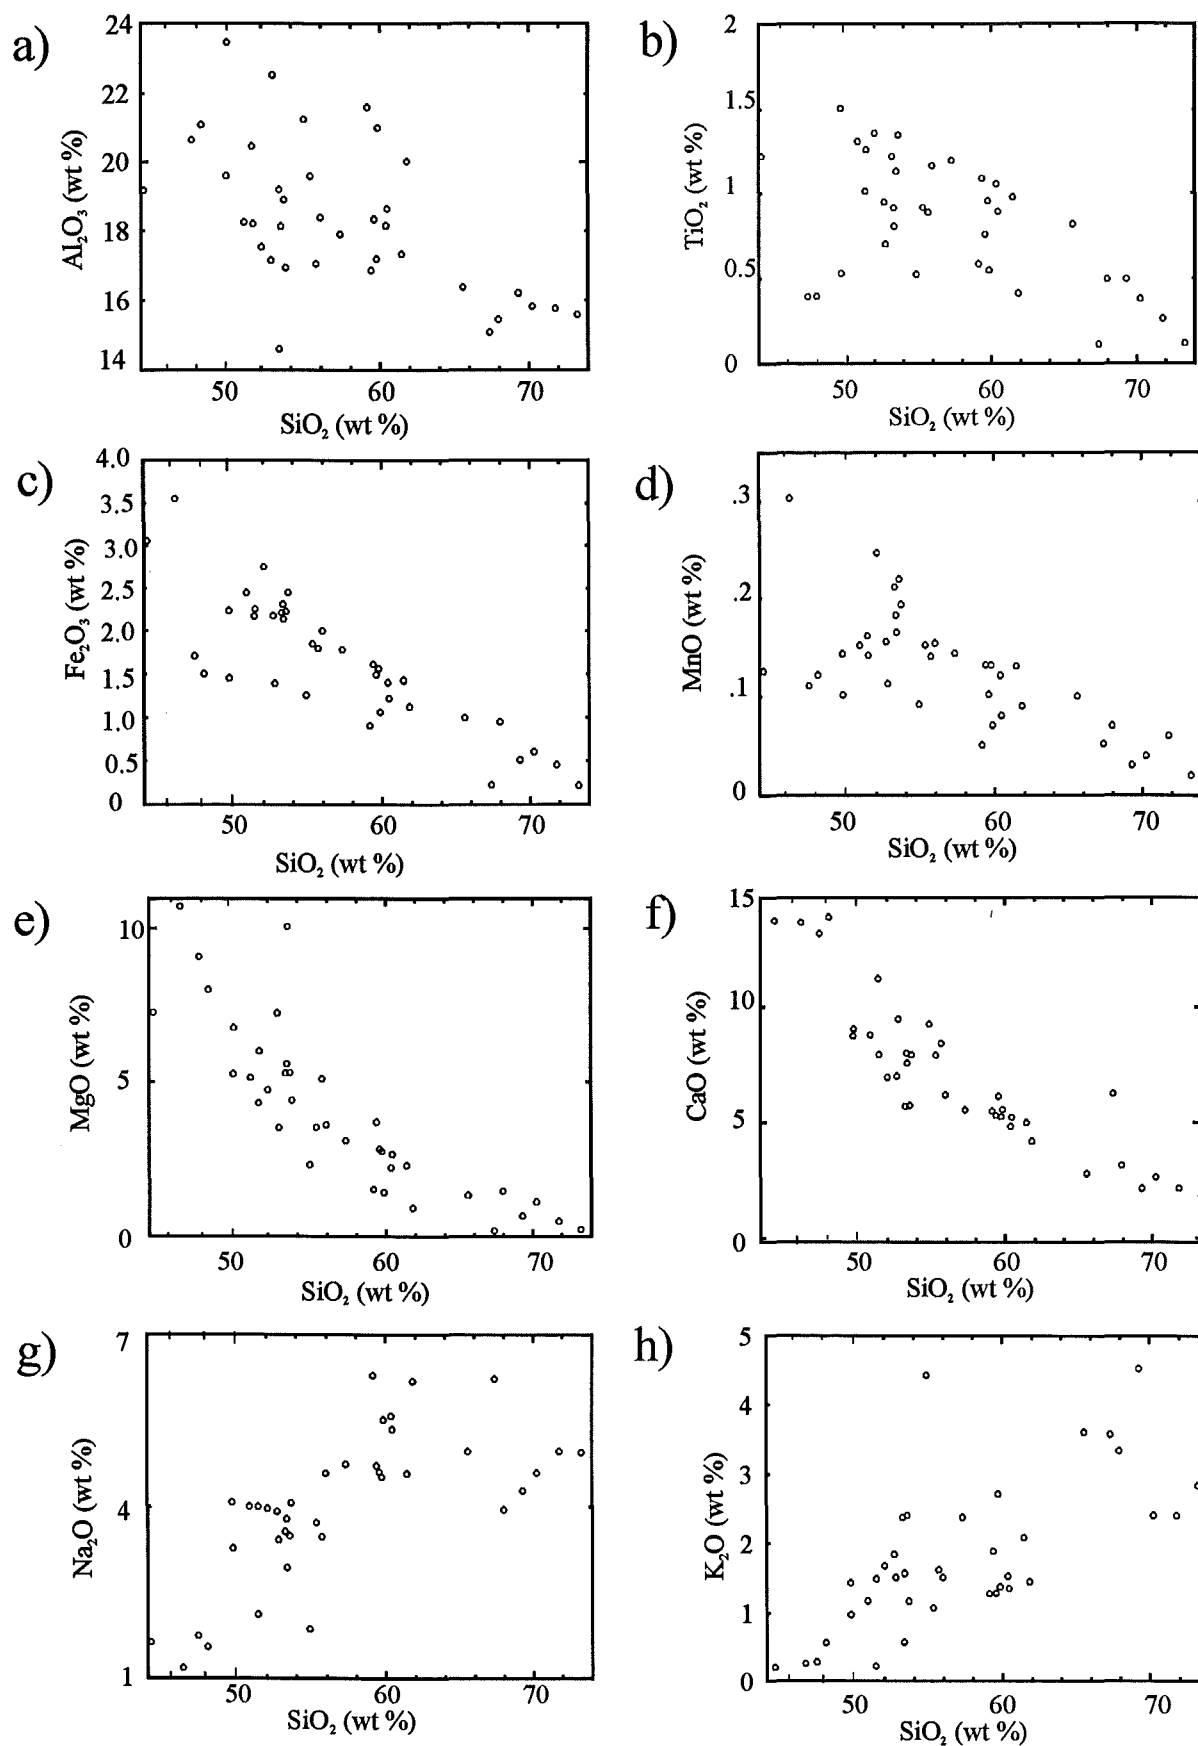 a)
24
22
20
18
16
14
Al₂O₃ (wt %)
50
60
70
SiO₂ (wt %)
b)
2
1.5
1
0.5
0
TiO₂ (wt %)
50
60
70
SiO₂ (wt %)
c)
4.0
3.5
3.0
2.5
2.0
1.5
1.0
0.5
0
Fe₂O₃ (wt %)
50
60
70
SiO₂ (wt %)
d)
.3
.2
.1
0
MnO (wt %)
50
60
70
SiO₂ (wt %)
e)
10
5
0
MgO (wt %)
50
60
70
SiO₂ (wt %)
f)
15
10
5
0
CaO (wt %)
50
60
70
SiO₂ (wt %)
g)
7
4
1
Na₂O (wt %)
50
60
70
SiO₂ (wt %)
h)
5
4
3
2
1
0
K₂O (wt %)
50
60
70
SiO₂ (wt %)